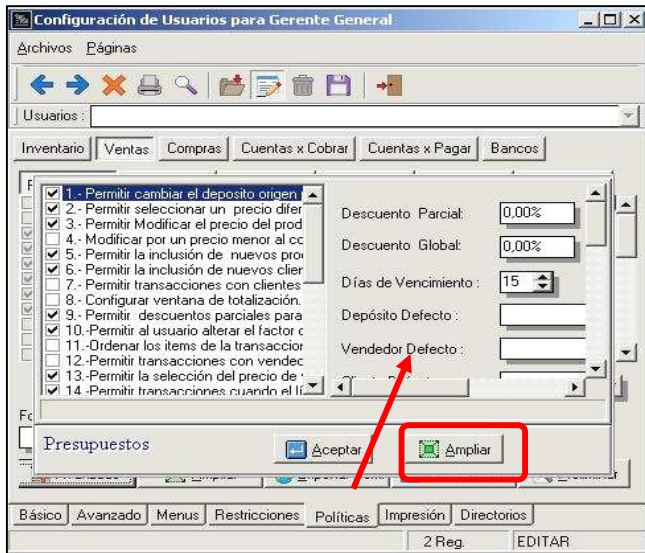 Configuración de Usuarios para Gerente General
Archivos Páginas
Usuarios :
Inventario Ventas Compras Cuentas x Cobrar Cuentas x Pagar Bancos
1.- Permitir cambiar el deposito origen
2.- Permitir seleccionar un precio difer
3.- Permitir Modificar el precio del prod
4.- Modificar por un precio menor al co
5.- Permitir la inclusión de nuevos pro
6.- Permitir la inclusión de nuevos clier
7.- Permitir transacciones con clientes
8.- Configurar ventana de totalización.
9.- Permitir descuentos parciales para
10.-Permitir al usuario alterar el factor c
11.-Ordenar los items de la transaccior
12.-Permitir transacciones con vendec
13.-Permitir la selección del precio de
14.-Permitir transacciones cuando el lí
Descuento Parcial: 0,00%
Descuento Global: 0,00%
Días de Vencimiento : 15
Depósito Defecto :
Vendedor Defecto :
Presupuestos Aceptar Ampliar
Básico Avanzado Menus Restricciones Políticas Impresión Directorios
2 Reg. EDITAR